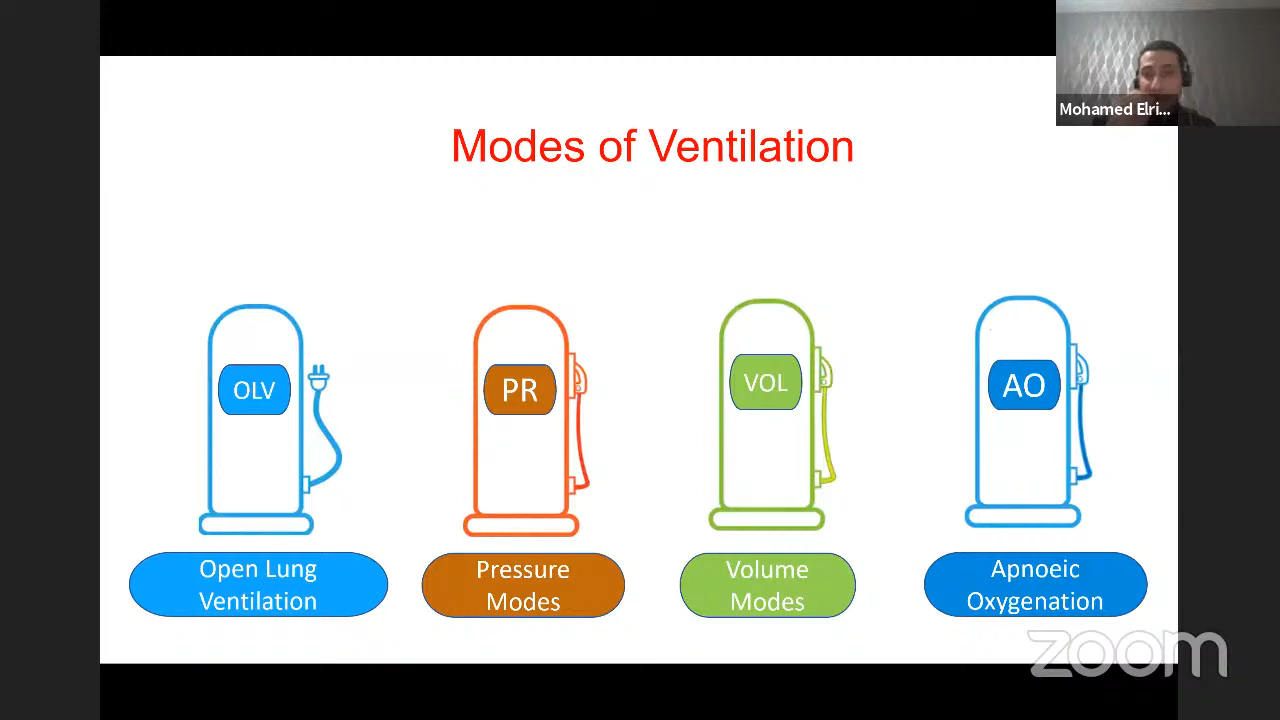 Mohamed Elri...
Modes of Ventilation
OLV
PR
VOL
AO
Open Lung
Ventilation
Pressure
Modes
Volume
Modes
Apnoeic
Oxygenation
zoom